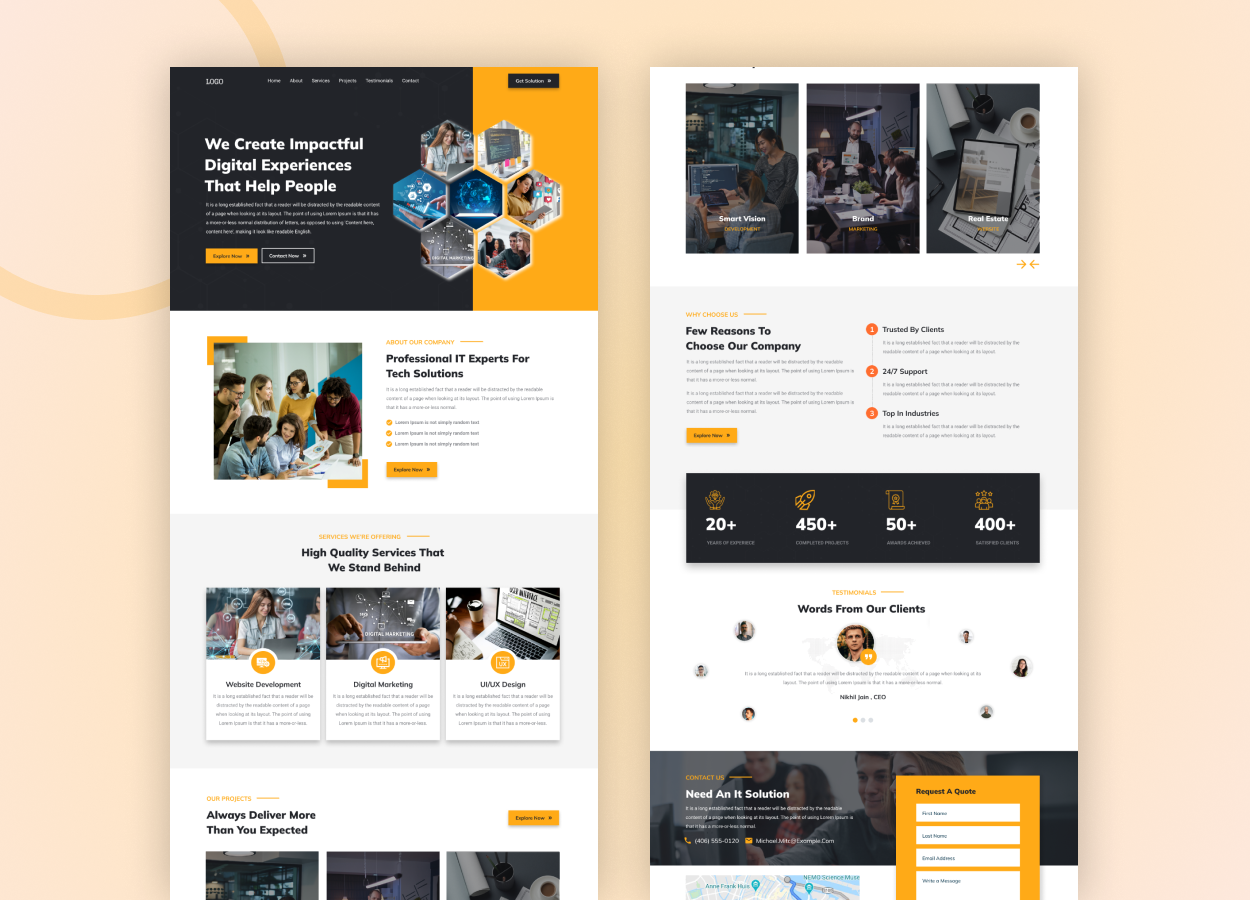 LOGO
Home About Services Projects Testimonials Contact
Get Solution »
We Create Impactful
Digital Experiences
That Help People
It is a long established fact that a reader will be distracted by the readable content
of a page when looking at its layout. The point of using Lorem Ipsum is that it has
a more-or-less normal distribution of letters, as opposed to using 'Content here,
content here', making it look like readable English.
Explore Now »
Contact Now »
DIGITAL MARKETING
ABOUT OUR COMPANY
Professional IT Experts For
Tech Solutions
It is a long established fact that a reader will be distracted by the readable
content of a page when looking at its layout. The point of using Lorem Ipsum is
that it has a more-or-less normal.
Lorem Ipsum is not simply random text
Lorem Ipsum is not simply random text
Lorem Ipsum is not simply random text
Explore Now »
SERVICES WE'RE OFFERING
High Quality Services That
We Stand Behind
DIGITAL MARKETING
Website Development
It is a long established fact that a reader will be
distracted by the readable content of a page
when looking at its layout. The point of using
Lorem Ipsum is that it has a more-or-less.
Digital Marketing
It is a long established fact that a reader will be
distracted by the readable content of a page
when looking at its layout. The point of using
Lorem Ipsum is that it has a more-or-less.
UI/UX Design
It is a long established fact that a reader will be
distracted by the readable content of a page
when looking at its layout. The point of using
Lorem Ipsum is that it has a more-or-less.
OUR PROJECTS
Always Deliver More
Than You Expected
Explore Now »
Smart Vision
DEVELOPMENT
Brand
MARKETING
Real Estate
WEBSITE
WHY CHOOSE US
Few Reasons To
Choose Our Company
It is a long established fact that a reader will be distracted by the readable
content of a page when looking at its layout. The point of using Lorem Ipsum is
that it has a more-or-less normal.
It is a long established fact that a reader will be distracted by the readable
content of a page when looking at its layout. The point of using Lorem Ipsum is
that it has a more-or-less normal.
Explore Now »
1 Trusted By Clients
It is a long established fact that a reader will be distracted by the
readable content of a page when looking at its layout.
2 24/7 Support
It is a long established fact that a reader will be distracted by the
readable content of a page when looking at its layout.
3 Top In Industries
It is a long established fact that a reader will be distracted by the
readable content of a page when looking at its layout.
20+
YEARS OF EXPERIECE
450+
COMPLETED PROJECTS
50+
AWARDS ACHIEVED
400+
SATISFIED CLIENTS
TESTIMONIALS
Words From Our Clients
It is a long established fact that a reader will be distracted by the readable content of a page when looking at its
layout. The point of using Lorem Ipsum is that it has a more-or-less normal.
Nikhil Jain , CEO
CONTACT US
Need An It Solution
It is a long established fact that a reader will be distracted by the readable
content of a page when looking at its layout. The point of using Lorem Ipsum is
that it has a more-or-less normal.
(406) 555-0120
Michael.Mitc@Example.Com
Request A Quote
First Name
Last Name
Email Address
Write a Message
Anne Frank Huis
NEMO Science Muse